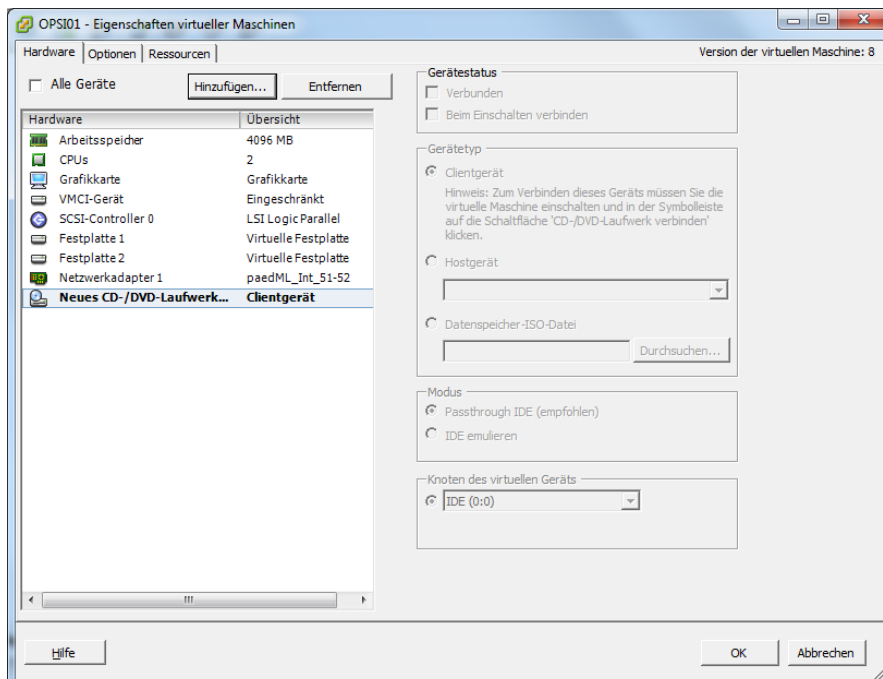 OPSI01 - Eigenschaften virtueller Maschinen
Hardware Optionen Ressourcen
Version der virtuellen Maschine: 8
Alle Geräte
Hinzufügen...
Entfernen
Hardware Übersicht
Arbeitsspeicher 4096 MB
CPUs 2
Grafikkarte Grafikkarte
VMCI-Gerät Eingeschränkt
SCSI-Controller 0 LSI Logic Parallel
Festplatte 1 Virtuelle Festplatte
Festplatte 2 Virtuelle Festplatte
Netzwerkadapter 1 paedML_Int_51-52
Neues CD-/DVD-Laufwerk... Clientgerät
Gerätestatus
Verbunden
Beim Einschalten verbinden
Gerätetyp
Clientgerät
Hinweis: Zum Verbinden dieses Geräts müssen Sie die
virtuelle Maschine einschalten und in der Symbolleiste
auf die Schaltfläche 'CD-/DVD-Laufwerk verbinden'
klicken.
Hostgerät
Datenspeicher-ISO-Datei
Durchsuchen...
Modus
Passthrough IDE (empfohlen)
IDE emulieren
Knoten des virtuellen Geräts
IDE (0:0)
Hilfe
OK
Abbrechen